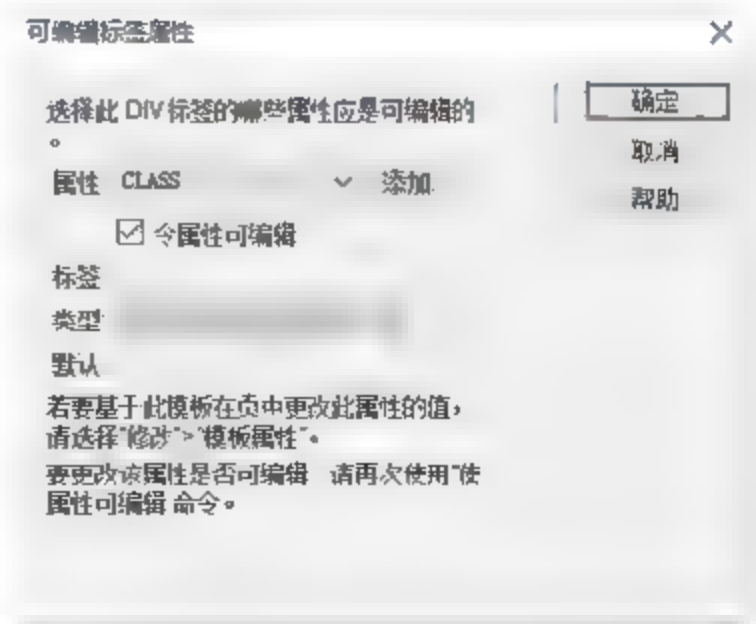 可编辑标签属性
选择此 DIV 标签的哪些属性应是可编辑的
。
确定
取消
帮助
属性 CLASS 添加
令属性可编辑
标签
类型
默认
若要基于此模板在页中更改此属性的值，
请选择"修改">"模板属性"。
要更改该属性是否可编辑 请再次使用"使
属性可编辑 命令。